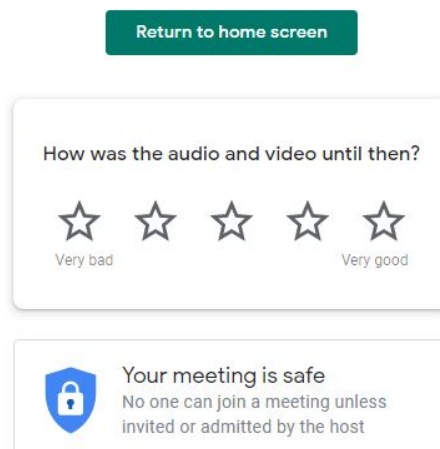 Return to home screen
How was the audio and video until then?
Very bad
Very good
Your meeting is safe
No one can join a meeting unless
invited or admitted by the host